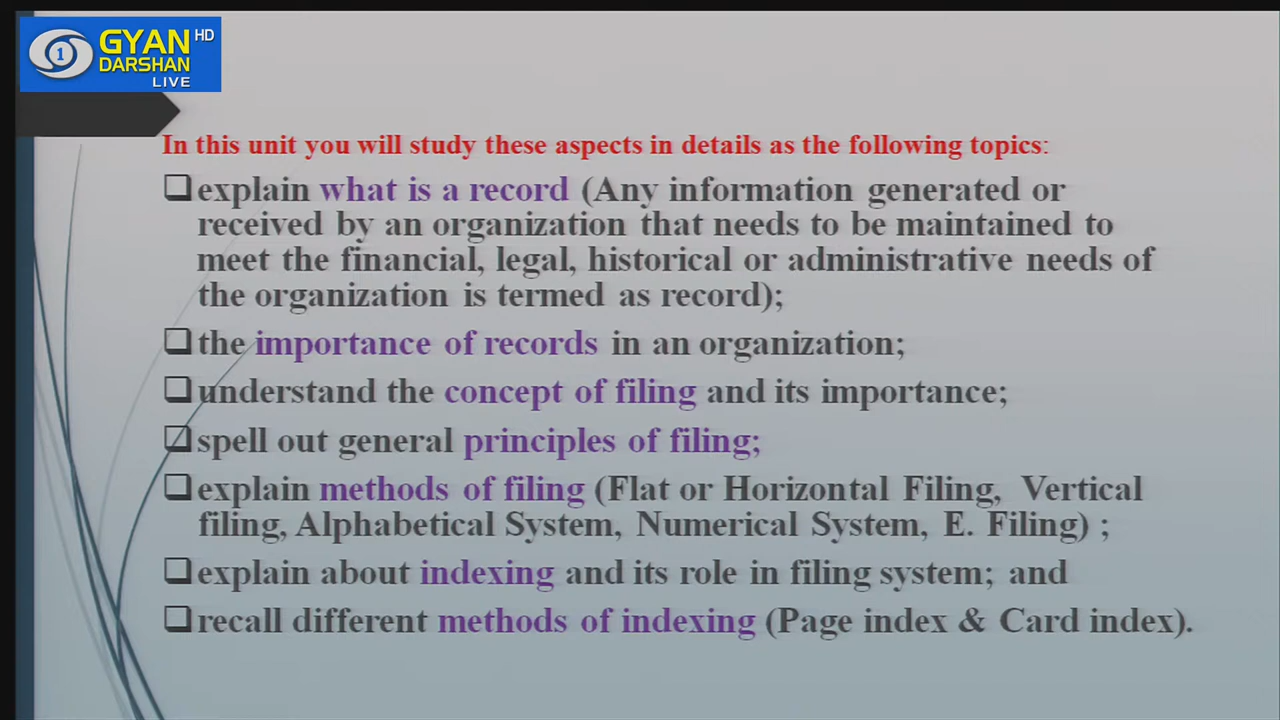 GYAN HD
DARSHAN
LIVE
1
In this unit you will study these aspects in details as the following topics:
❑explain what is a record (Any information generated or
received by an organization that needs to be maintained to
meet the financial, legal, historical or administrative needs of
the organization is termed as record);
❑the importance of records in an organization;
❑understand the concept of filing and its importance;
❑spell out general principles of filing;
❑explain methods of filing (Flat or Horizontal Filing, Vertical
filing, Alphabetical System, Numerical System, E. Filing) ;
❑explain about indexing and its role in filing system; and
❑recall different methods of indexing (Page index & Card index).